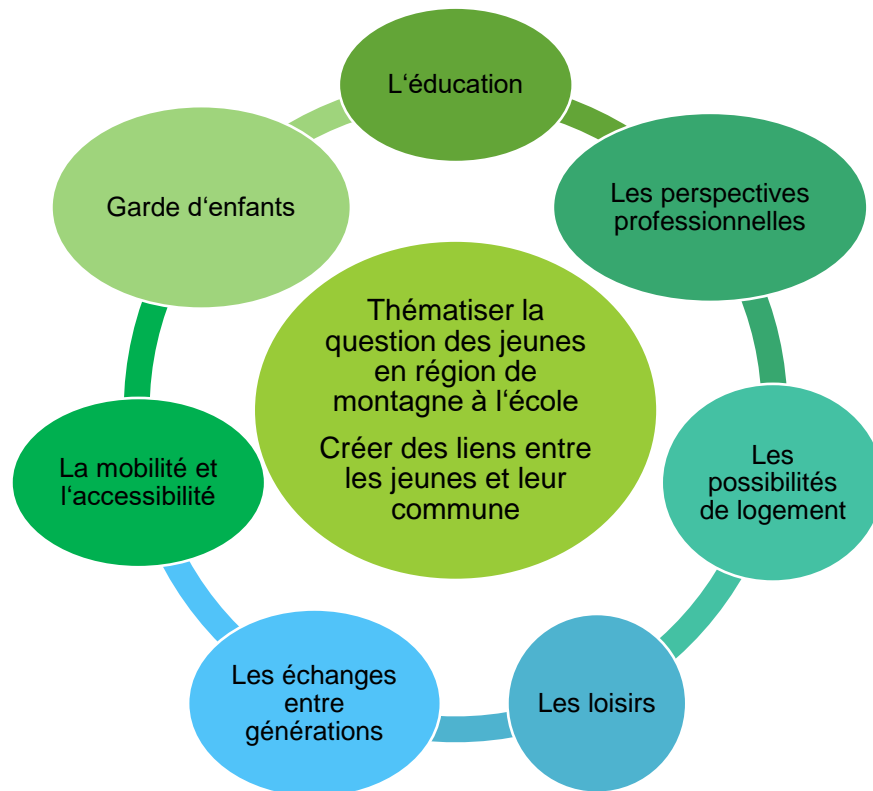 L‘éducation
Les perspectives
professionnelles
Les
possibilités
de logement
Les loisirs
Les échanges
entre
générations
La mobilité et
l‘accessibilité
Garde d‘enfants
Thématiser la
question des jeunes
en région de
montagne à l‘école
Créer des liens entre
les jeunes et leur
commune